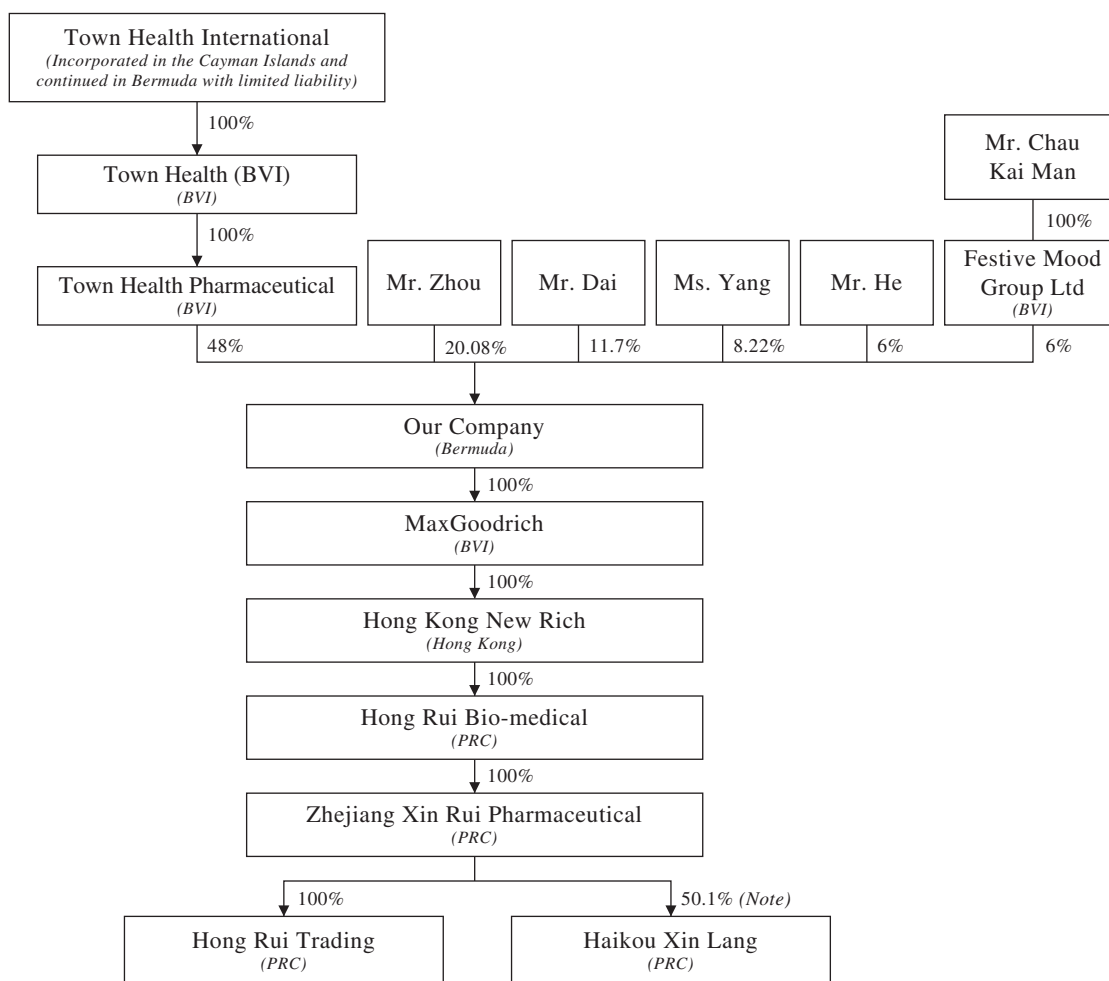 Town Health International
(Incorporated in the Cayman Islands and
continued in Bermuda with limited liability)
100%
Town Health (BVI)
(BVI)
Mr. Chau
Kai Man
100%
100%
Town Health Pharmaceutical
(BVI)
Mr. Zhou
Mr. Dai
Ms. Yang
Mr. He
Festive Mood
Group Ltd
(BVI)
48%
20.08%
11.7%
8.22%
6%
6%
Our Company
(Bermuda)
100%
MaxGoodrich
(BVI)
100%
Hong Kong New Rich
(Hong Kong)
100%
Hong Rui Bio-medical
(PRC)
100%
Zhejiang Xin Rui Pharmaceutical
(PRC)
100%
50.1% (Note)
Hong Rui Trading
(PRC)
Haikou Xin Lang
(PRC)